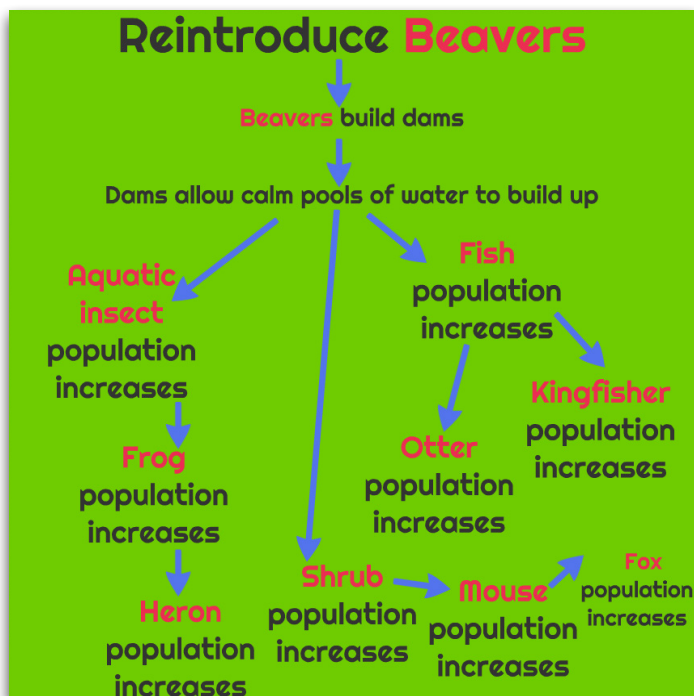 Reintroduce Beavers
Beavers build dams
Dams allow calm pools of water to build up
Aquatic
insect
population
increases
Frog
population
increases
Heron
population
increases
Shrub
population
increases
Mouse
population
increases
Fox
population
increases
Fish
population
increases
Otter
population
increases
Kingfisher
population
increases